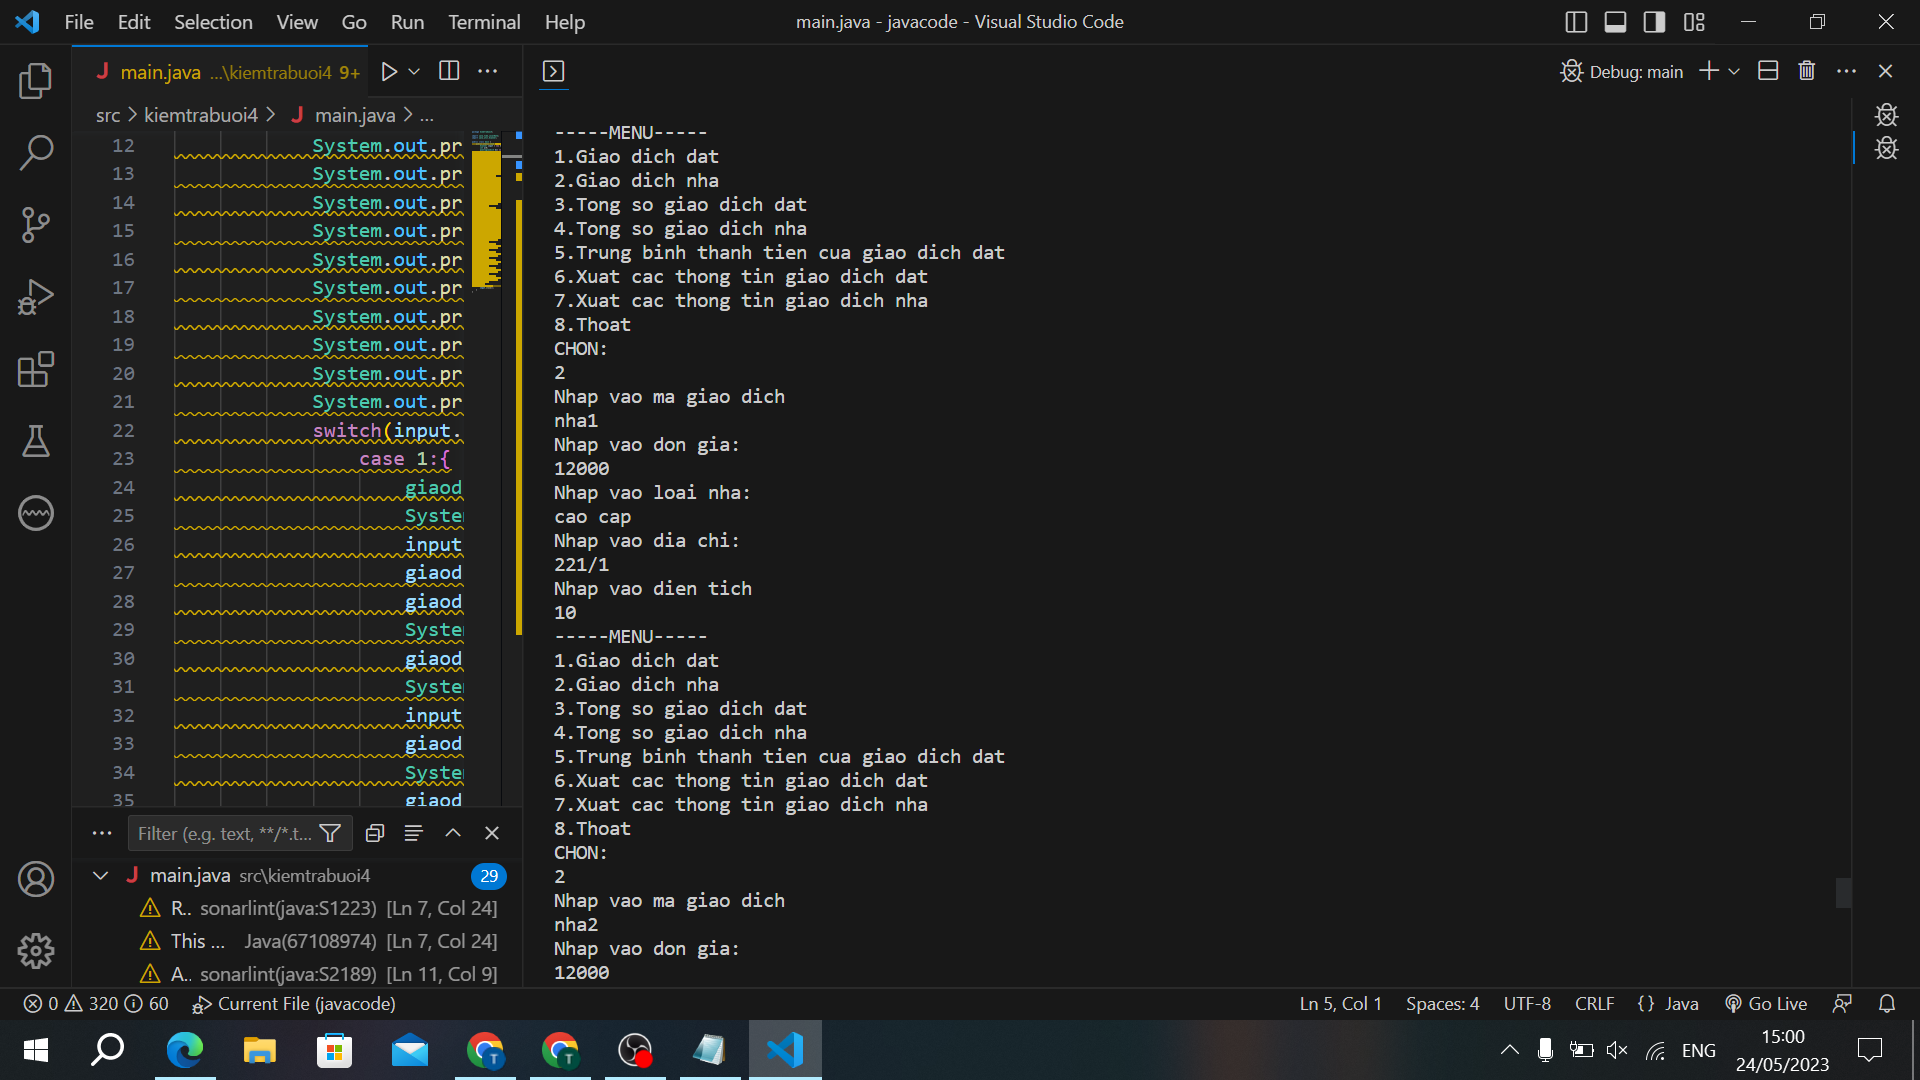 File Edit Selection View Go Run Terminal Help
main.java - javacode - Visual Studio Code
J main.java ...\kiemtrabuoi4 9+
Debug: main
src > kiemtrabuoi4 > J main.java > ...
12 System.out.pr
13 System.out.pr
14 System.out.pr
15 System.out.pr
16 System.out.pr
17 System.out.pr
18 System.out.pr
19 System.out.pr
20 System.out.pr
21 System.out.pr
22 switch(input.
23 case 1:{
24 giaod
25 Syste
26 input
27 giaod
28 giaod
29 Syste
30 giaod
31 Syste
32 input
33 giaod
34 Syste
35 giaod
Filter (e.g. text, **/*.t...
J main.java src\kiemtrabuoi4 29
R.. sonarlint(java:S1223) [Ln 7, Col 24]
This ... Java(67108974) [Ln 7, Col 24]
A.. sonarlint(java:S2189) [Ln 11, Col 9]
-----MENU-----
1.Giao dich dat
2.Giao dich nha
3.Tong so giao dich dat
4.Tong so giao dich nha
5.Trung binh thanh tien cua giao dich dat
6.Xuat cac thong tin giao dich dat
7.Xuat cac thong tin giao dich nha
8.Thoat
CHON:
2
Nhap vao ma giao dich
nha1
Nhap vao don gia:
12000
Nhap vao loai nha:
cao cap
Nhap vao dia chi:
221/1
Nhap vao dien tich
10
-----MENU-----
1.Giao dich dat
2.Giao dich nha
3.Tong so giao dich dat
4.Tong so giao dich nha
5.Trung binh thanh tien cua giao dich dat
6.Xuat cac thong tin giao dich dat
7.Xuat cac thong tin giao dich nha
8.Thoat
CHON:
2
Nhap vao ma giao dich
nha2
Nhap vao don gia:
12000
0 320 60 Current File (javacode)
Ln 5, Col 1 Spaces: 4 UTF-8 CRLF {} Java Go Live
T T ENG 15:00
24/05/2023